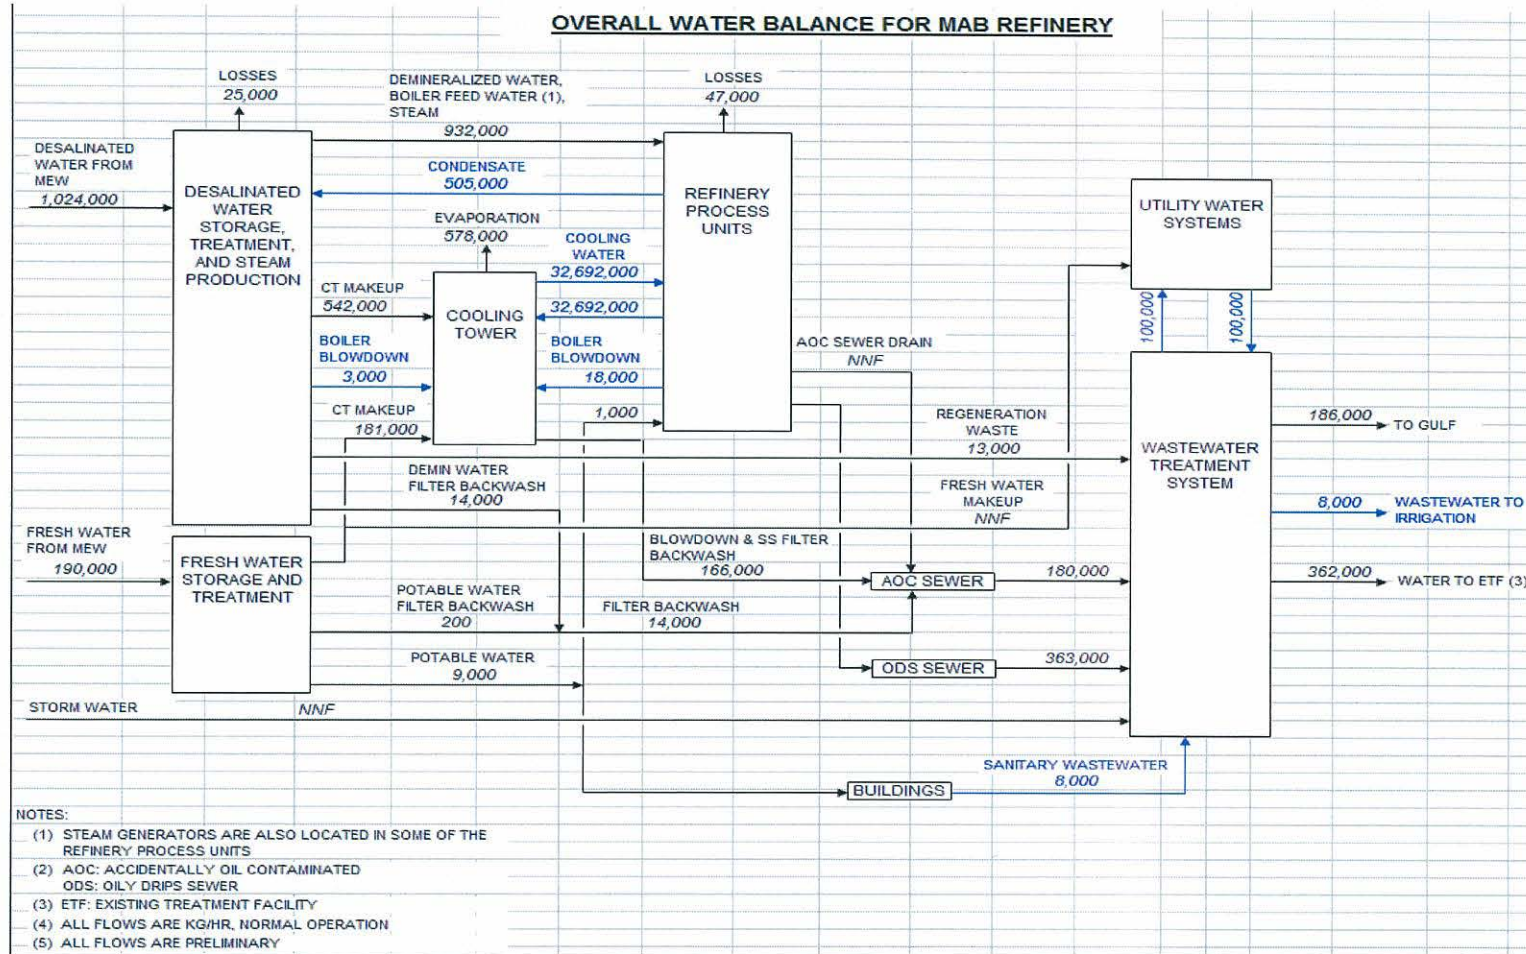 OVERALL WATER BALANCE FOR MAB REFINERY
LOSSES
25,000
DEMINERALIZED WATER,
BOILER FEED WATER (1),
STEAM
932,000
LOSSES
47,000
DESALINATED
WATER FROM
MEW
1,024,000
DESALINATED
WATER
STORAGE,
TREATMENT,
AND STEAM
PRODUCTION
CONDENSATE
505,000
REFINERY
PROCESS
UNITS
UTILITY WATER
SYSTEMS
EVAPORATION
578,000
COOLING
WATER
32,692,000
32,692,000
CT MAKEUP
542,000
COOLING
TOWER
BOILER
BLOWDOWN
3,000
BOILER
BLOWDOWN
18,000
100,000
100,000
AOC SEWER DRAIN
NNF
CT MAKEUP
181,000
1,000
REGENERATION
WASTE
13,000
WASTEWATER
TREATMENT
SYSTEM
186,000
TO GULF
DEMIN WATER
FILTER BACKWASH
14,000
FRESH WATER
MAKEUP
NNF
8,000
WASTEWATER TO
IRRIGATION
FRESH WATER
FROM MEW
190,000
FRESH WATER
STORAGE AND
TREATMENT
BLOWDOWN & SS FILTER
BACKWASH
166,000
AOC SEWER
180,000
362,000
WATER TO ETF (3)
POTABLE WATER
FILTER BACKWASH
200
FILTER BACKWASH
14,000
POTABLE WATER
9,000
ODS SEWER
363,000
STORM WATER
NNF
SANITARY WASTEWATER
8,000
BUILDINGS
NOTES:
(1) STEAM GENERATORS ARE ALSO LOCATED IN SOME OF THE
REFINERY PROCESS UNITS
(2) AOC: ACCIDENTALLY OIL CONTAMINATED
ODS: OILY DRIPS SEWER
(3) ETF: EXISTING TREATMENT FACILITY
(4) ALL FLOWS ARE KG/HR, NORMAL OPERATION
(5) ALL FLOWS ARE PRELIMINARY